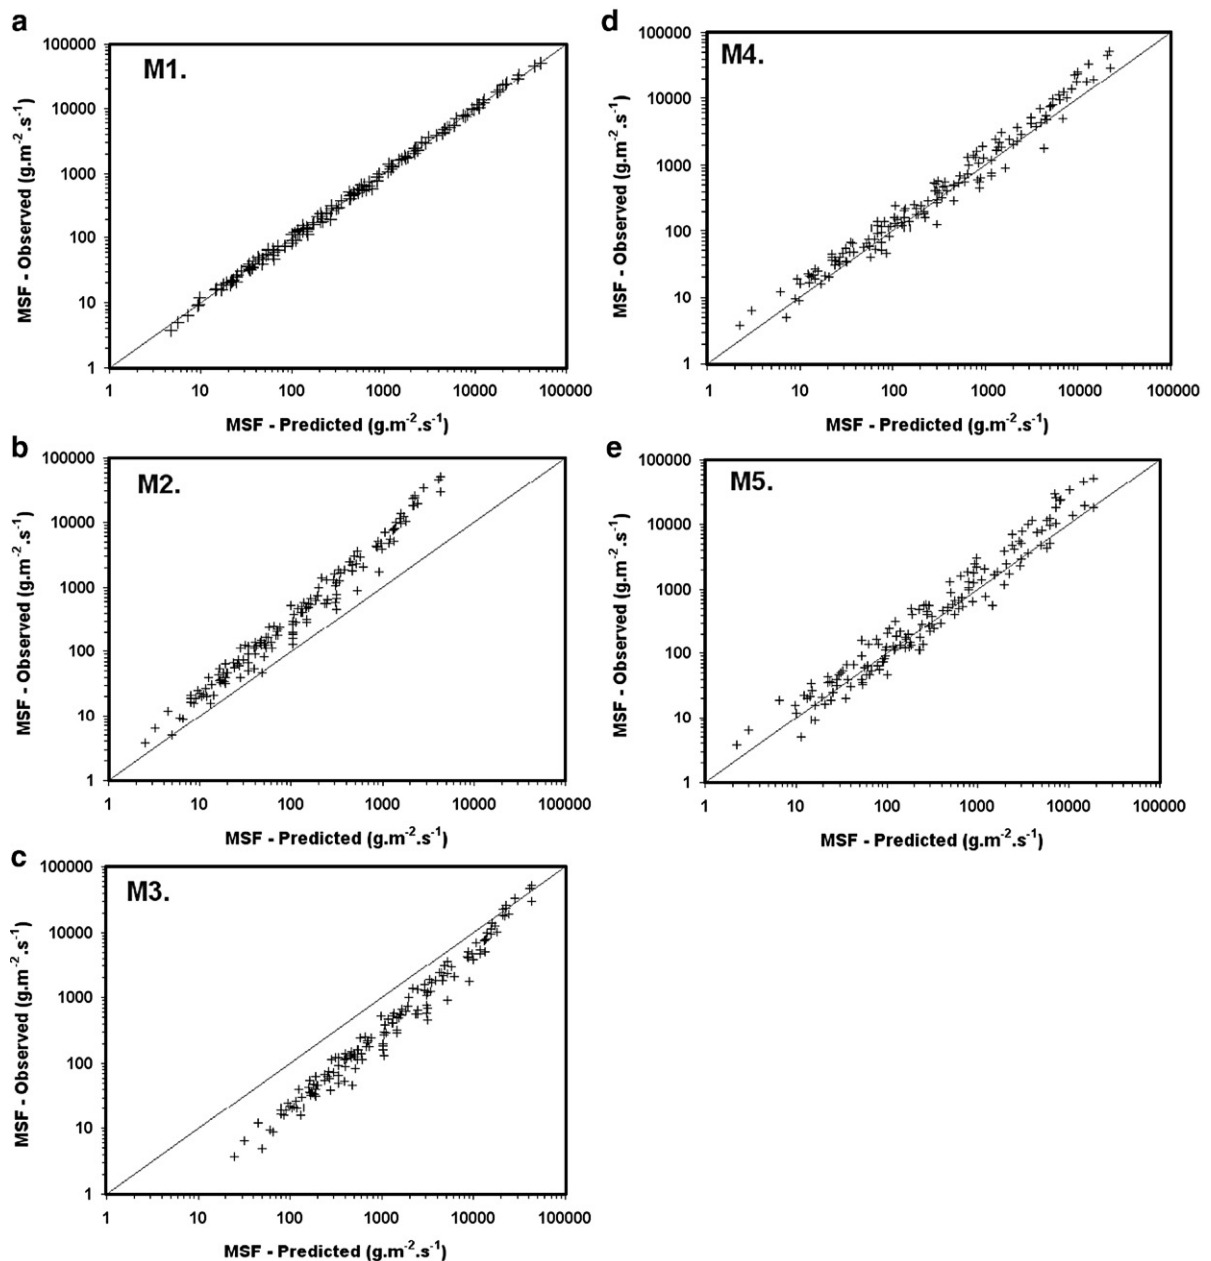 a
M1.
100000
10000
1000
100
10
1
MSF - Observed (g.m-2.s-1)
1 10 100 1000 10000 100000
MSF - Predicted (g.m-2.s-1)
b
M2.
100000
10000
1000
100
10
1
MSF - Observed (g.m-2.s-1)
1 10 100 1000 10000 100000
MSF - Predicted (g.m-2.s-1)
c
M3.
100000
10000
1000
100
10
1
MSF - Observed (g.m-2.s-1)
1 10 100 1000 10000 100000
MSF - Predicted (g.m-2.s-1)
d
M4.
100000
10000
1000
100
10
1
MSF - Observed (g.m-2.s-1)
1 10 100 1000 10000 100000
MSF - Predicted (g.m-2.s-1)
e
M5.
100000
10000
1000
100
10
1
MSF - Observed (g.m-2.s-1)
1 10 100 1000 10000 100000
MSF - Predicted (g.m-2.s-1)